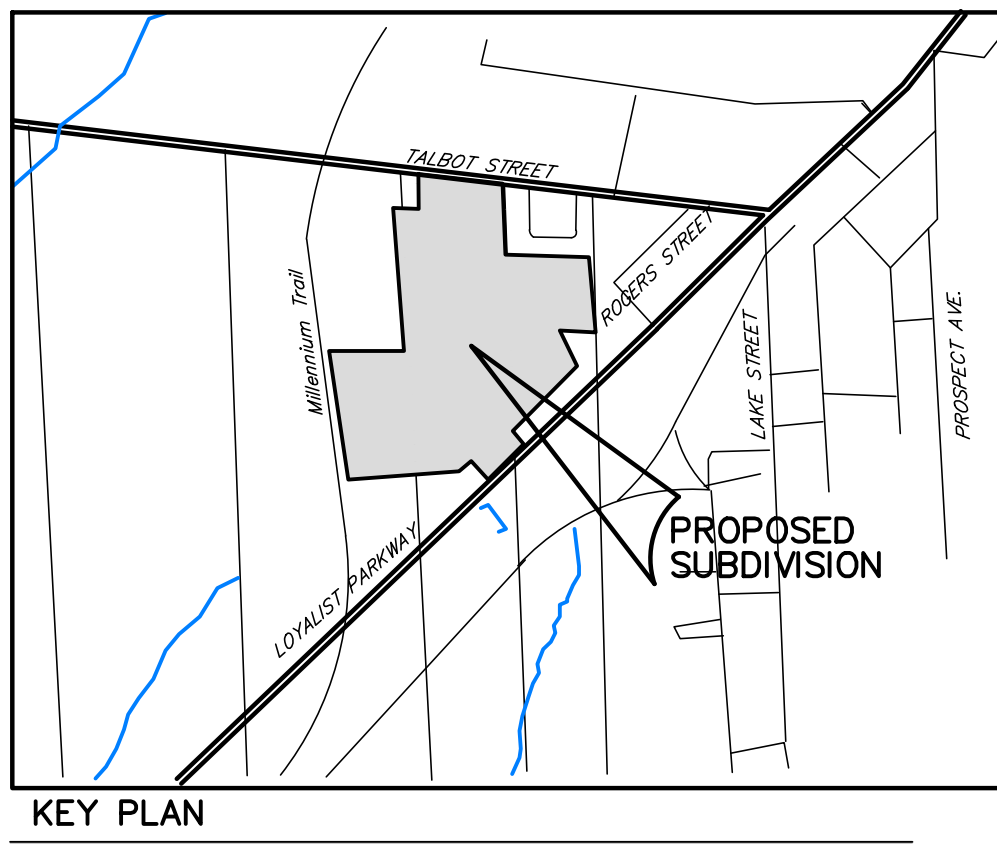 TALBOT STREET
ROGERS STREET
Millennium Trail
LAKE STREET
PROSPECT AVE.
LOYALIST PARKWAY
PROPOSED
SUBDIVISION
KEY PLAN